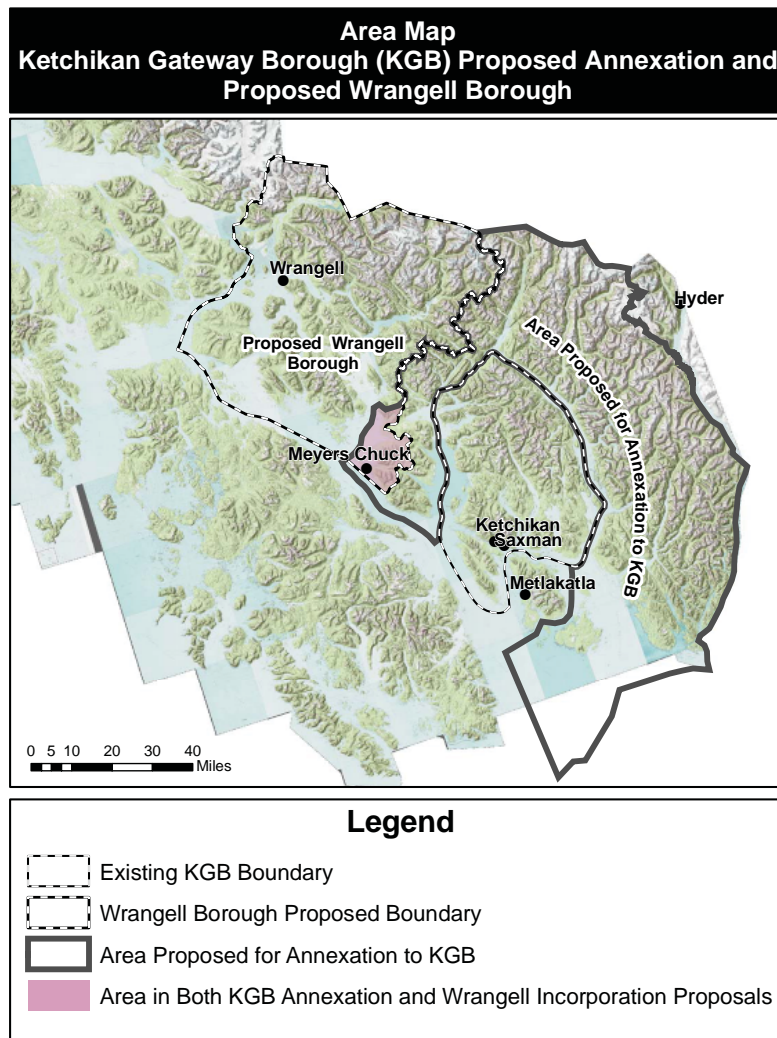 Area Map
Ketchikan Gateway Borough (KGB) Proposed Annexation and
Proposed Wrangell Borough
Wrangell
Hyder
Proposed Wrangell
Borough
Area Proposed for Annexation to KGB
Meyers Chuck
Ketchikan
Saxman
Metlakatla
0 5 10 20 30 40
Miles
Legend
Existing KGB Boundary
Wrangell Borough Proposed Boundary
Area Proposed for Annexation to KGB
Area in Both KGB Annexation and Wrangell Incorporation Proposals